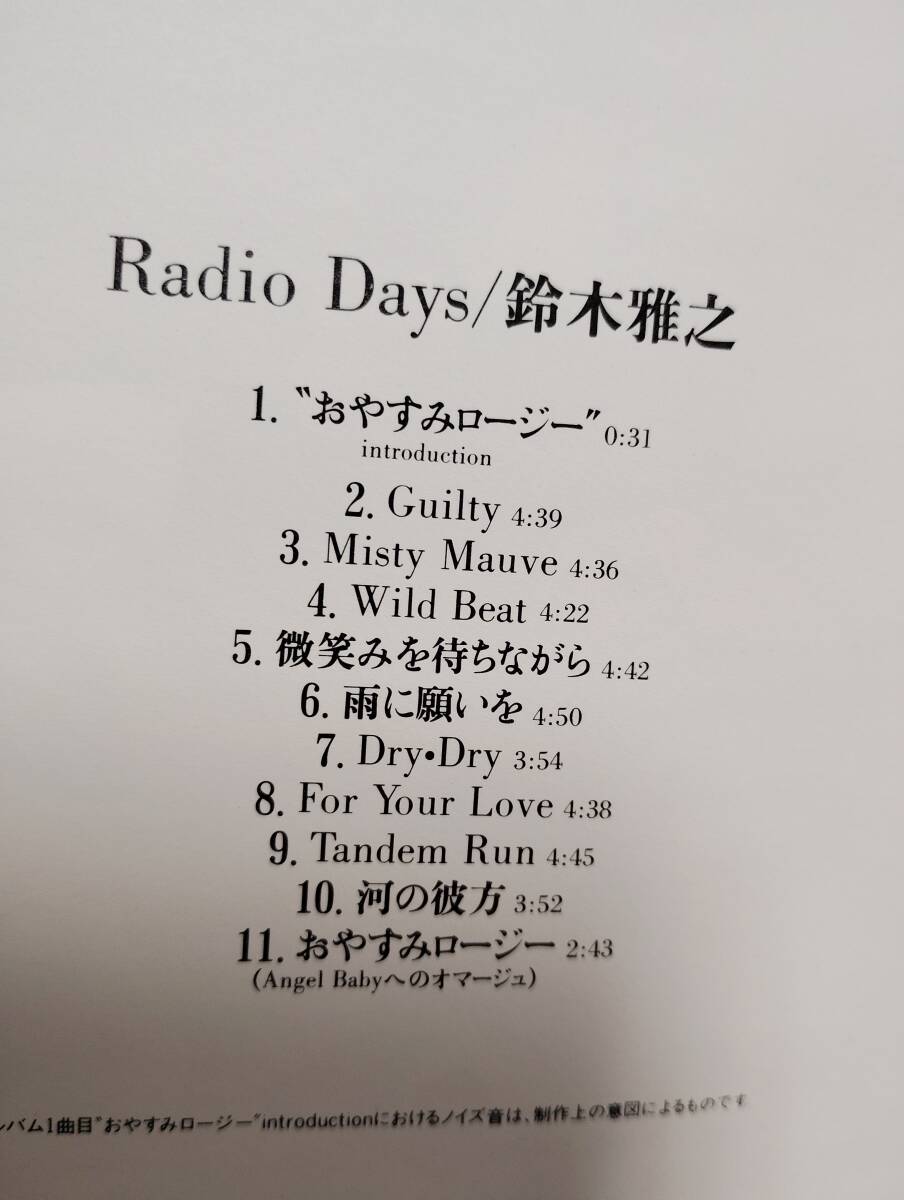 Radio Days/鈴木雅之
1. "おやすみロージー" 0:31
introduction
2. Guilty 4:39
3. Misty Mauve 4:36
4. Wild Beat 4:22
5. 微笑みを待ちながら 4:42
6. 雨に願いを 4:50
7. Dry•Dry 3:54
8. For Your Love 4:38
9. Tandem Run 4:45
10. 河の彼方 3:52
11. おやすみロージー 2:43
(Angel Babyへのオマージュ)
バム1曲目"おやすみロージー"introductionにおけるノイズ音は、制作上の意図によるものです